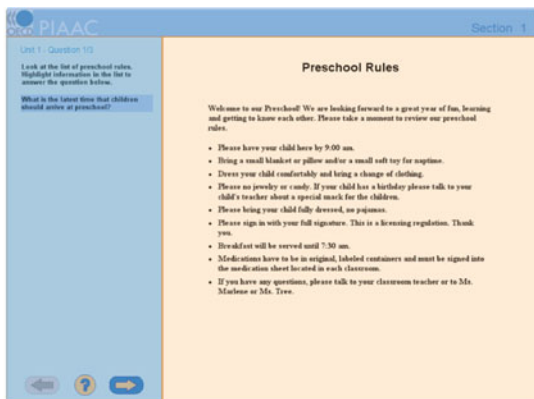 OECD PIAAC
Section 1
Unit 1 - Question 1/3
Look at the list of preschool rules.
Highlight information in the list to
answer the question below.
What is the latest time that children
should arrive at preschool?
Preschool Rules
Welcome to our Preschool! We are looking forward to a great year of fun, learning
and getting to know each other. Please take a moment to review our preschool
rules.
• Please have your child here by 9:00 am.
• Bring a small blanket or pillow and/or a small soft toy for naptime.
• Dress your child comfortably and bring a change of clothing.
• Please no jewelry or candy. If your child has a birthday please talk to your
child's teacher about a special snack for the children.
• Please bring your child fully dressed, no pajamas.
• Please sign in with your full signature. This is a licensing regulation. Thank
you.
• Breakfast will be served until 7:30 am.
• Medications have to be in original, labeled containers and must be signed into
the medication sheet located in each classroom.
• If you have any questions, please talk to your classroom teacher or to Ms.
Marlene or Ms. Tree.
?